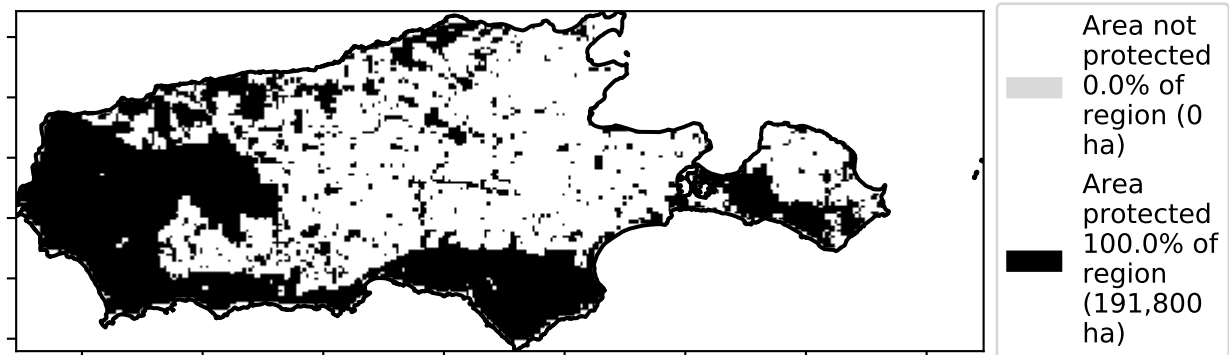 Area not
protected
0.0% of
region (0
ha)
Area
protected
100.0% of
region
(191,800
ha)